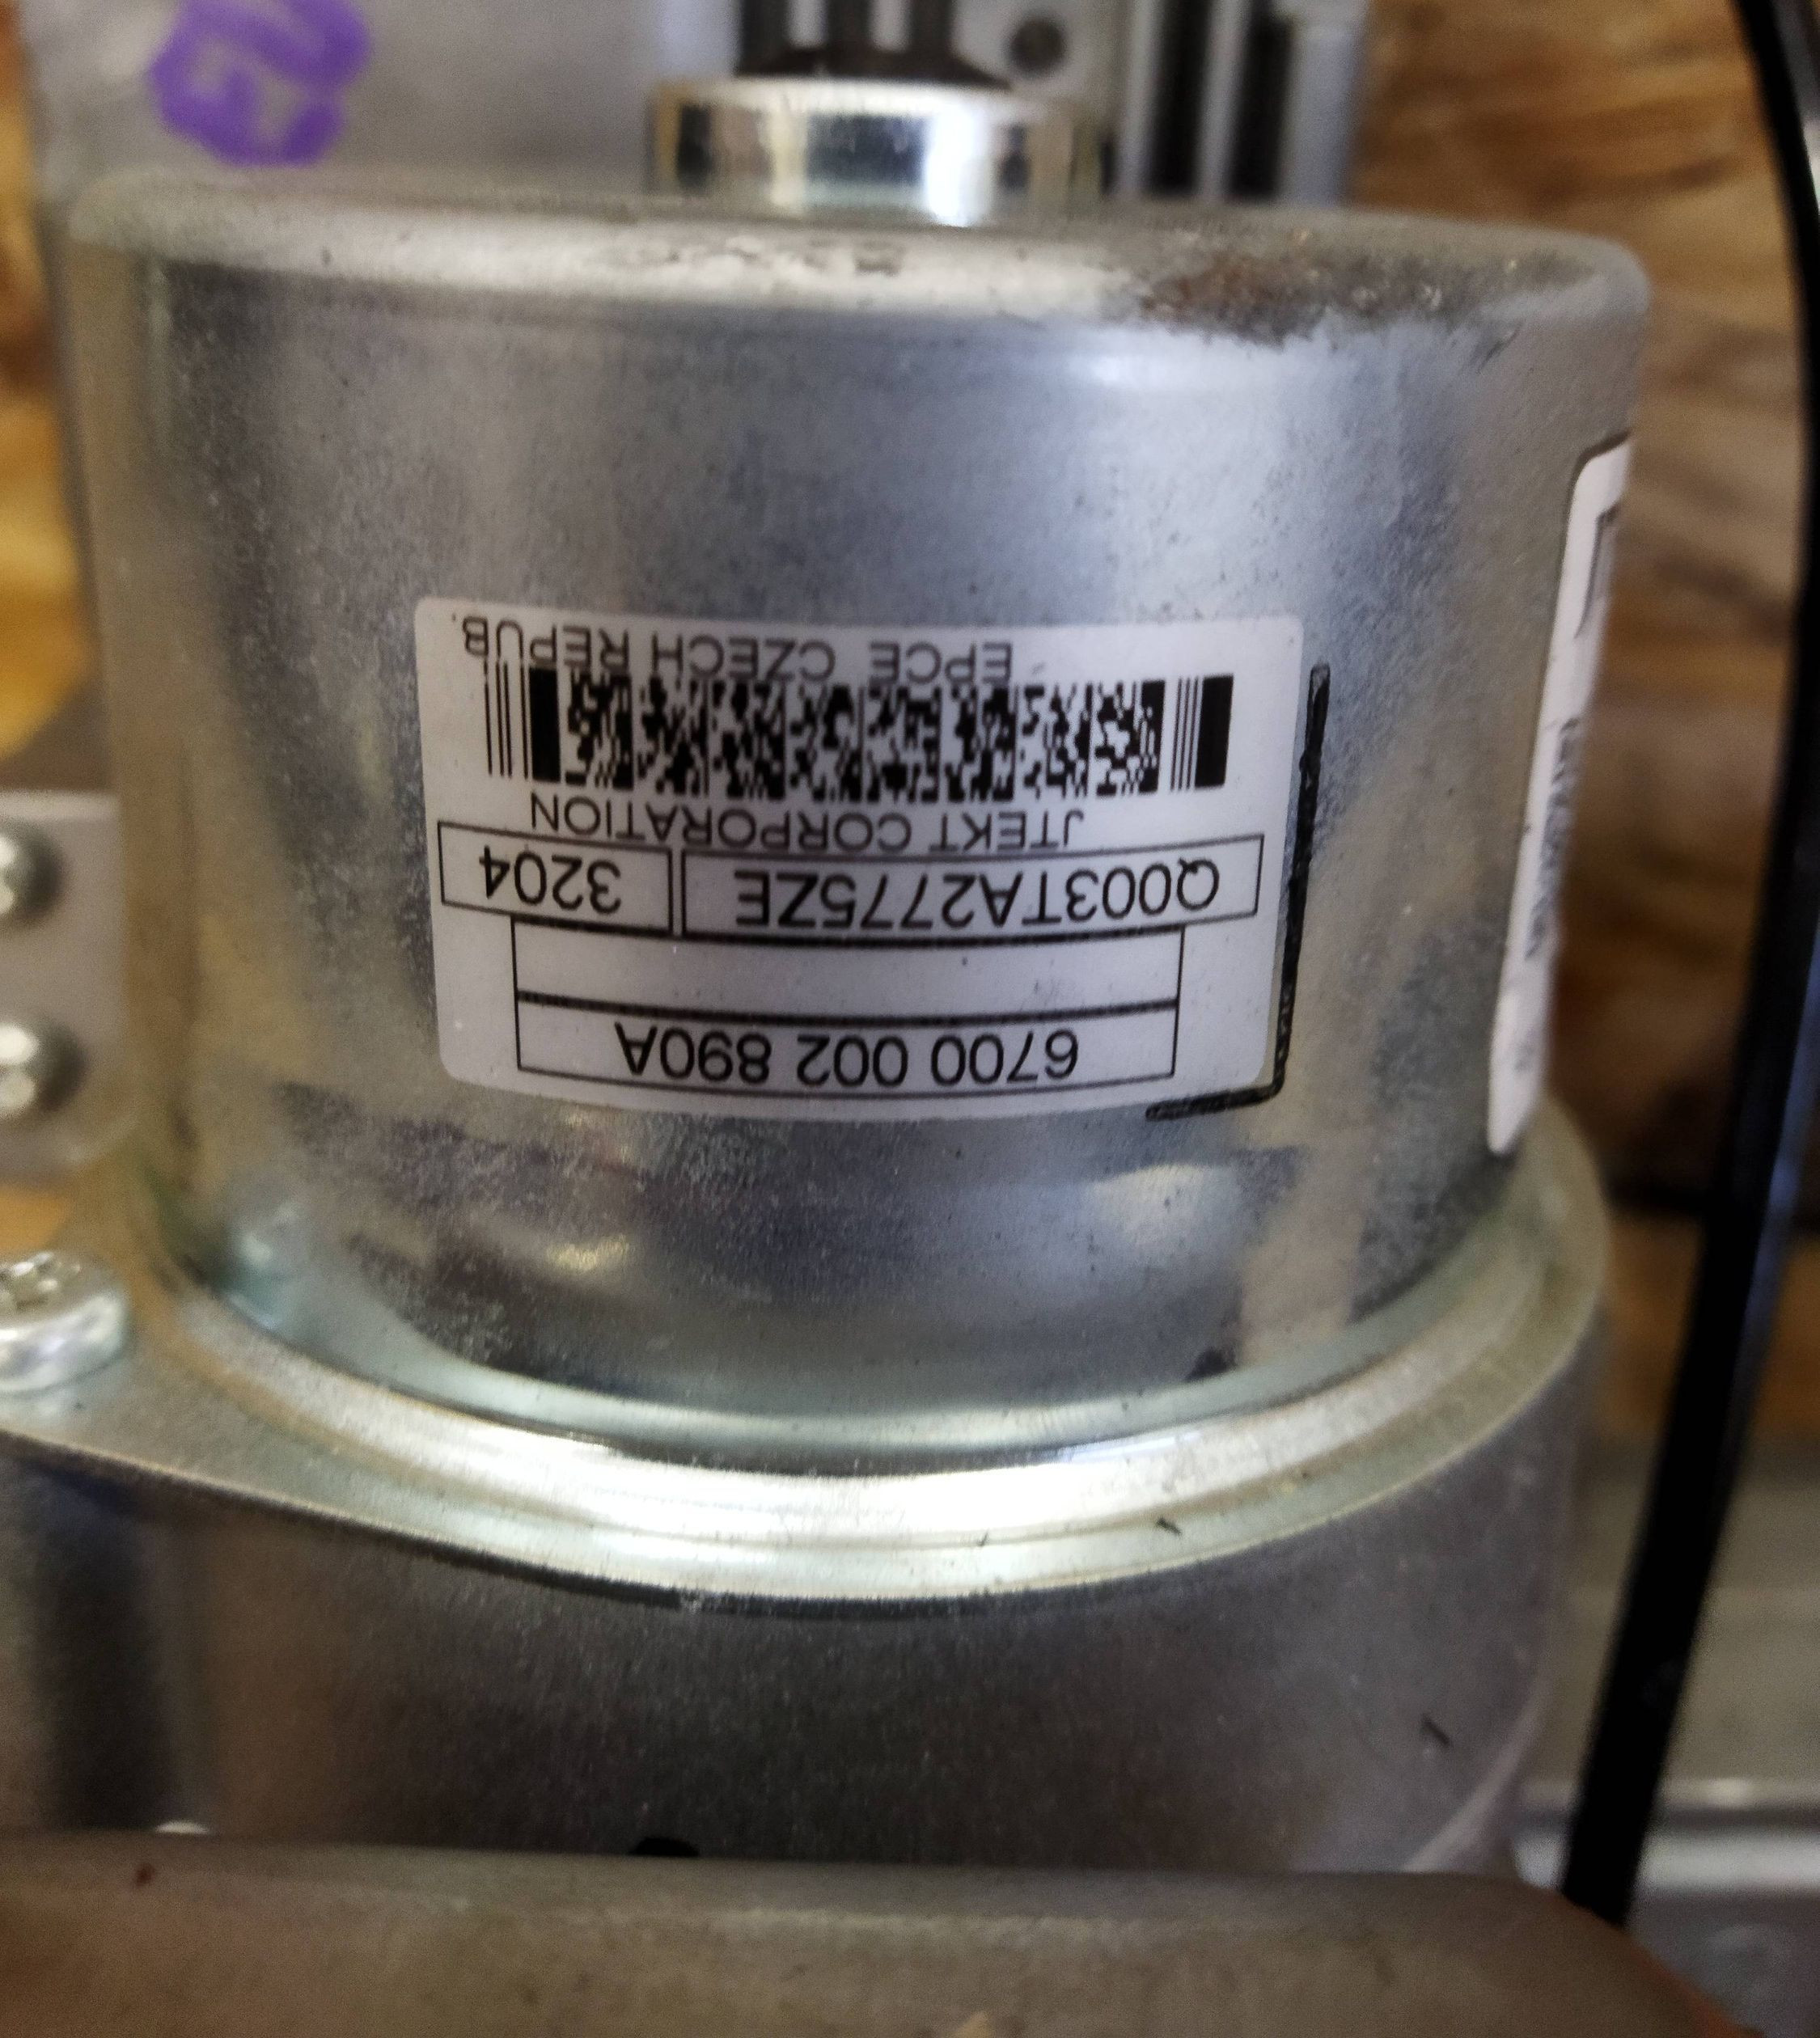 6700 002 890A
Q003TA2775ZE 3204
JTEKT CORPORATION
EPCE CZECH REPUB.